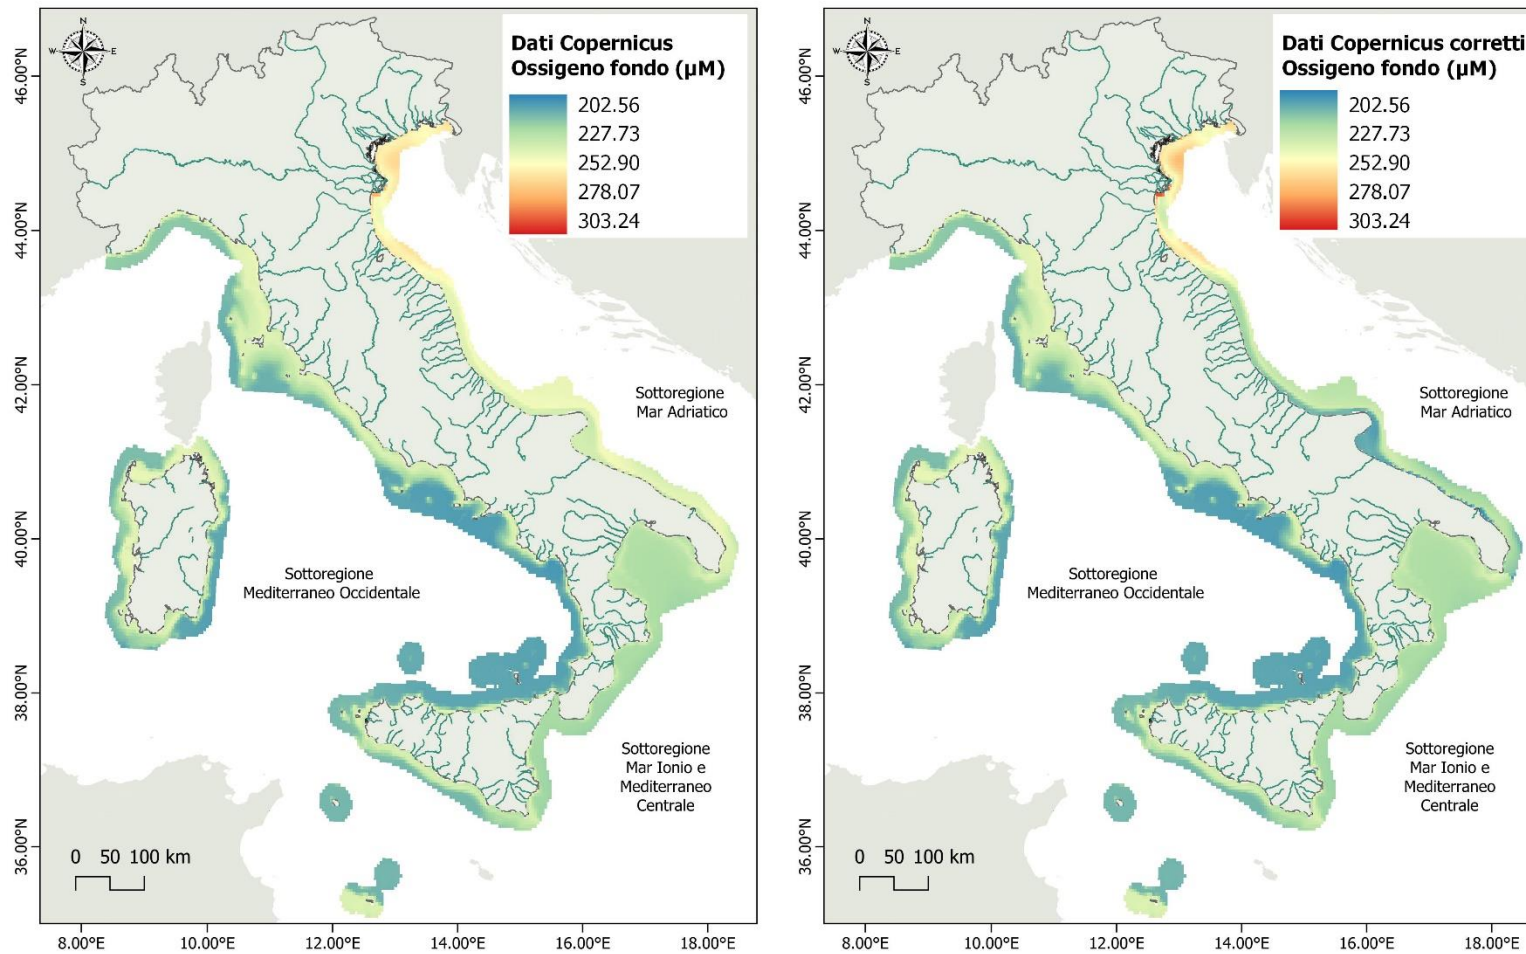 N
W E
S
Dati Copernicus
Ossigeno fondo (µM)
202.56
227.73
252.90
278.07
303.24
Sottoregione
Mar Adriatico
Sottoregione
Mediterraneo Occidentale
Sottoregione
Mar Ionio e
Mediterraneo
Centrale
0 50 100 km
46.00°N
44.00°N
42.00°N
40.00°N
38.00°N
36.00°N
8.00°E 10.00°E 12.00°E 14.00°E 16.00°E 18.00°E
N
W E
S
Dati Copernicus corretti
Ossigeno fondo (µM)
202.56
227.73
252.90
278.07
303.24
Sottoregione
Mar Adriatico
Sottoregione
Mediterraneo Occidentale
Sottoregione
Mar Ionio e
Mediterraneo
Centrale
0 50 100 km
46.00°N
44.00°N
42.00°N
40.00°N
38.00°N
36.00°N
8.00°E 10.00°E 12.00°E 14.00°E 16.00°E 18.00°E